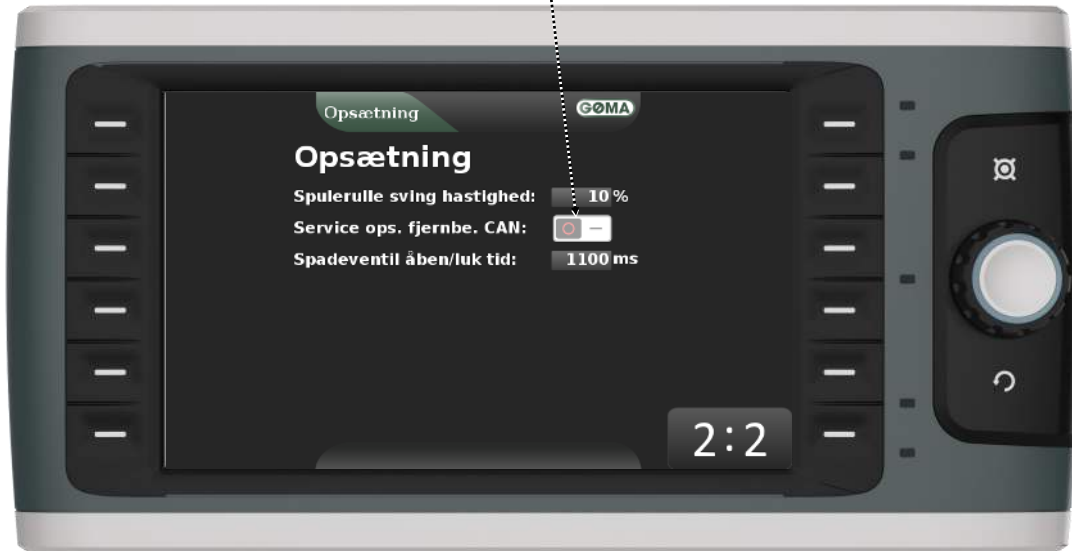 Opsætning
GØMA
Opsætning
Spulerulle sving hastighed: 10 %
Service ops. fjernbe. CAN:
Spadeventil åben/luk tid: 1100 ms
2:2